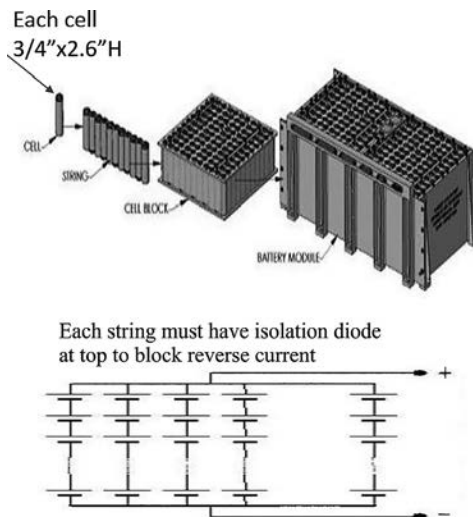 Each cell
3/4”x2.6”H
CELL
STRING
CELL BLOCK
BATTERY MODULE
Each string must have isolation diode
at top to block reverse current
+
−